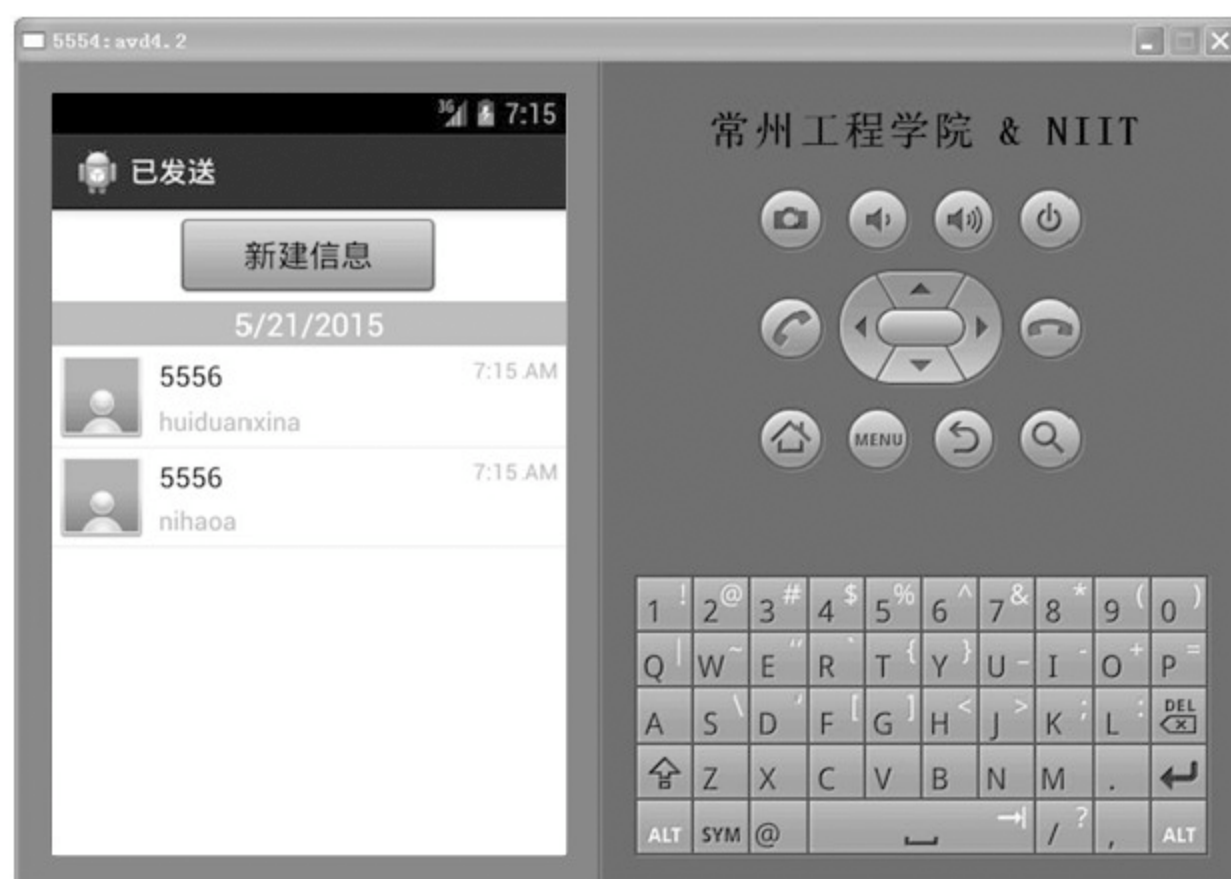 5554:avd4.2
3G 7:15
已发送
新建信息
5/21/2015
5556 7:15 AM
huiduanxina
5556 7:15 AM
nihaoa
常州工程学院 & NIIT
MENU
1 ! 2 @ 3 # 4 $ 5 % 6 ^ 7 & 8 * 9 ( 0 )
Q | W ~ E " R ` T { Y } U _ I - O + P =
A S \ D ' F [ G ] H < J > K ; L : DEL
Z X C V B N M .
ALT SYM @ / ? , ALT